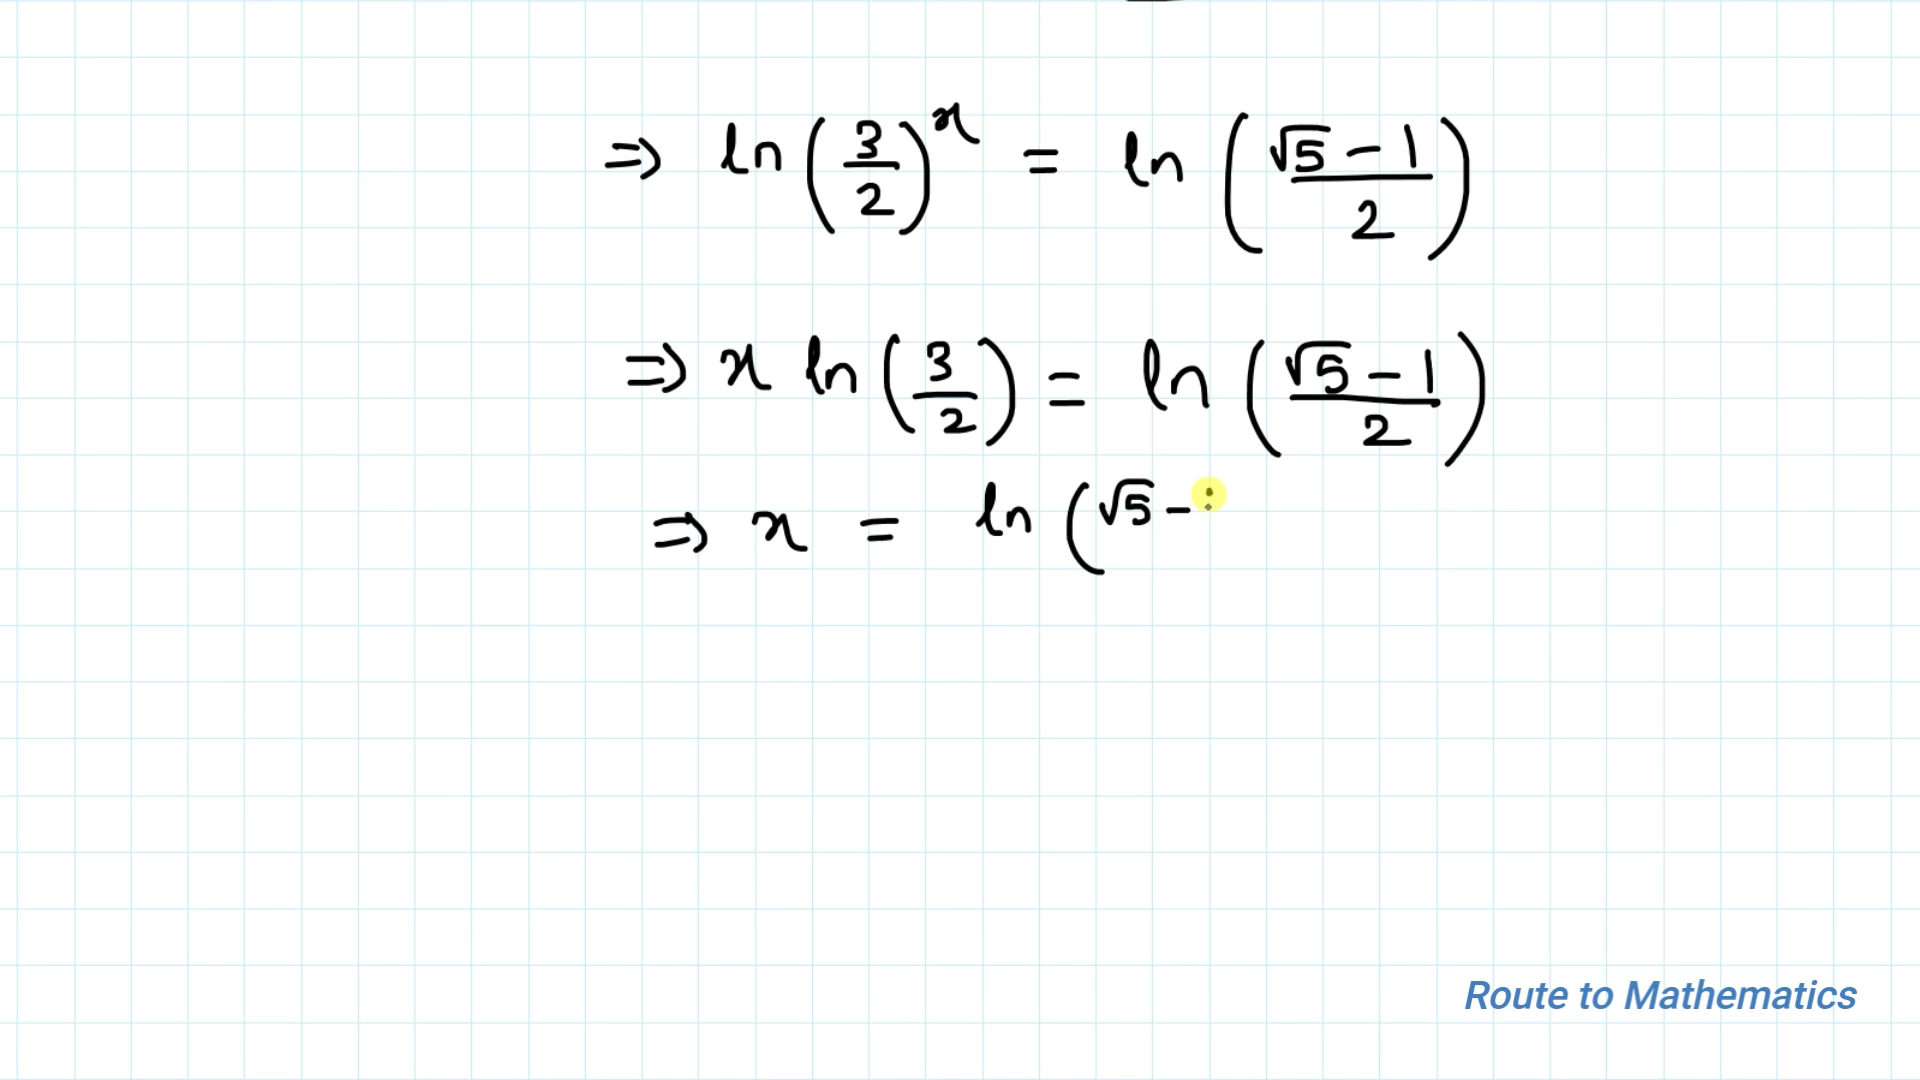 ⇒ ln(3/2)^x = ln((√5 - 1)/2)
⇒ x ln(3/2) = ln((√5 - 1)/2)
⇒ x = ln(√5 -
Route to Mathematics